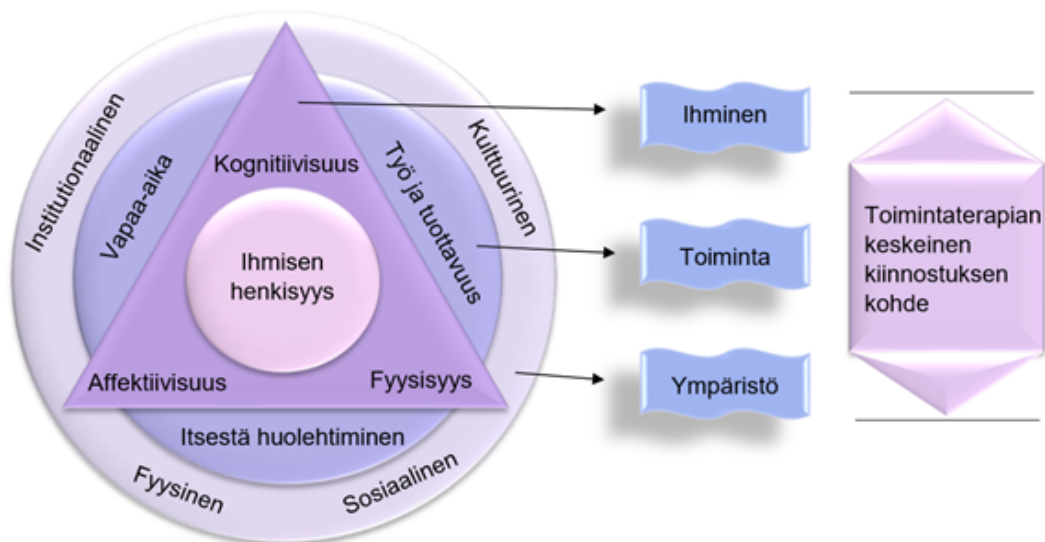 Institutionaalinen
Kulttuurinen
Vapaa-aika
Työ ja tuottavuus
Kognitiivisuus
Ihmisen
henkisyys
Affektiivisuus
Fyysisyys
Itsestä huolehtiminen
Fyysinen
Sosiaalinen
Ihminen
Toiminta
Ympäristö
Toimintaterapian
keskeinen
kiinnostuksen
kohde